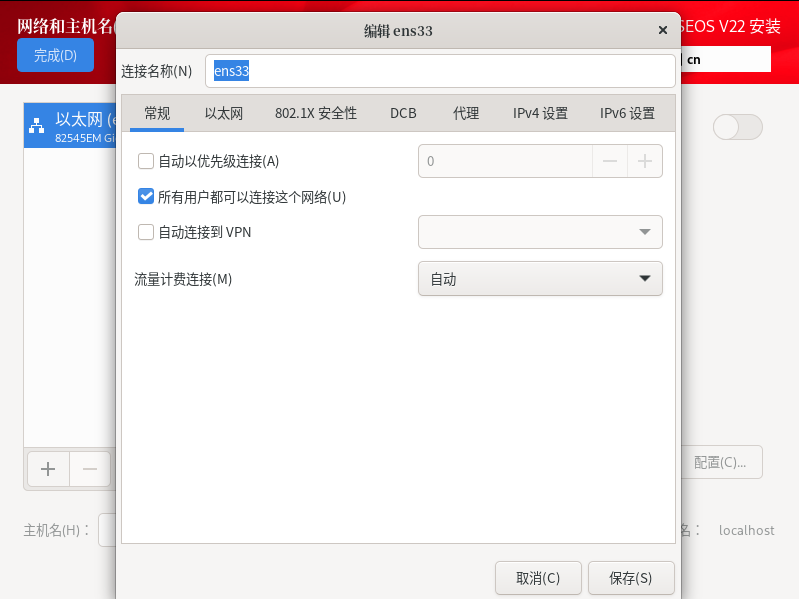 网络和主机名(
编辑 ens33
SEOS V22 安装
完成(D)
cn
连接名称(N)
ens33
常规
以太网
802.1X 安全性
DCB
代理
IPv4 设置
IPv6 设置
以太网 (e
82545EM Gi
自动以优先级连接(A)
0
所有用户都可以连接这个网络(U)
自动连接到 VPN
流量计费连接(M)
自动
配置(C)...
主机名(H)：
名：
localhost
取消(C)
保存(S)